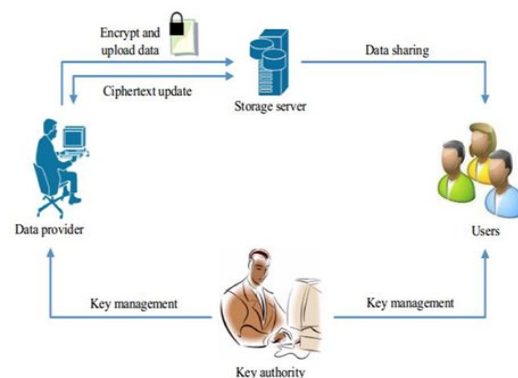 Encrypt and
upload data
Data sharing
Ciphertext update
Storage server
Data provider
Users
Key management
Key management
Key authority